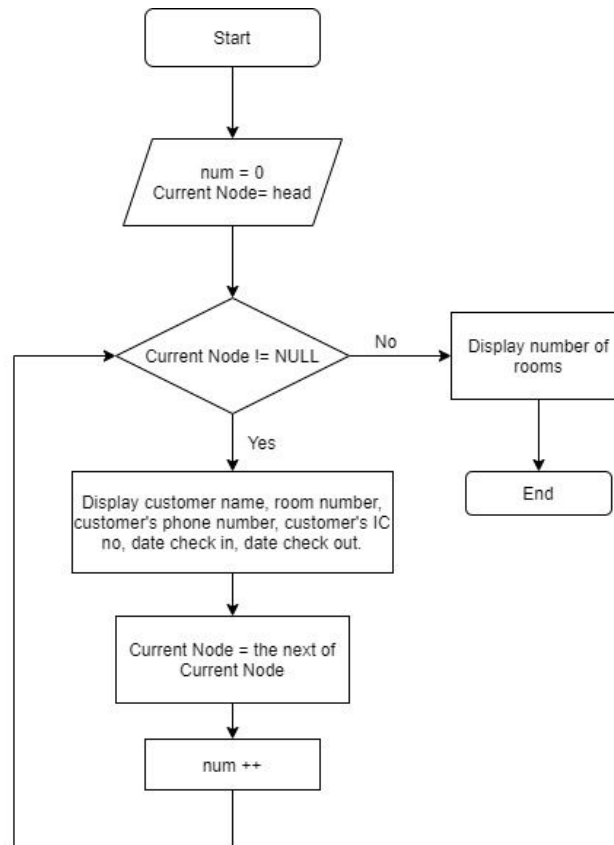 Start
num = 0
Current Node= head
Current Node != NULL
No
Display number of
rooms
Yes
End
Display customer name, room number,
customer's phone number, customer's IC
no, date check in, date check out.
Current Node = the next of
Current Node
num ++